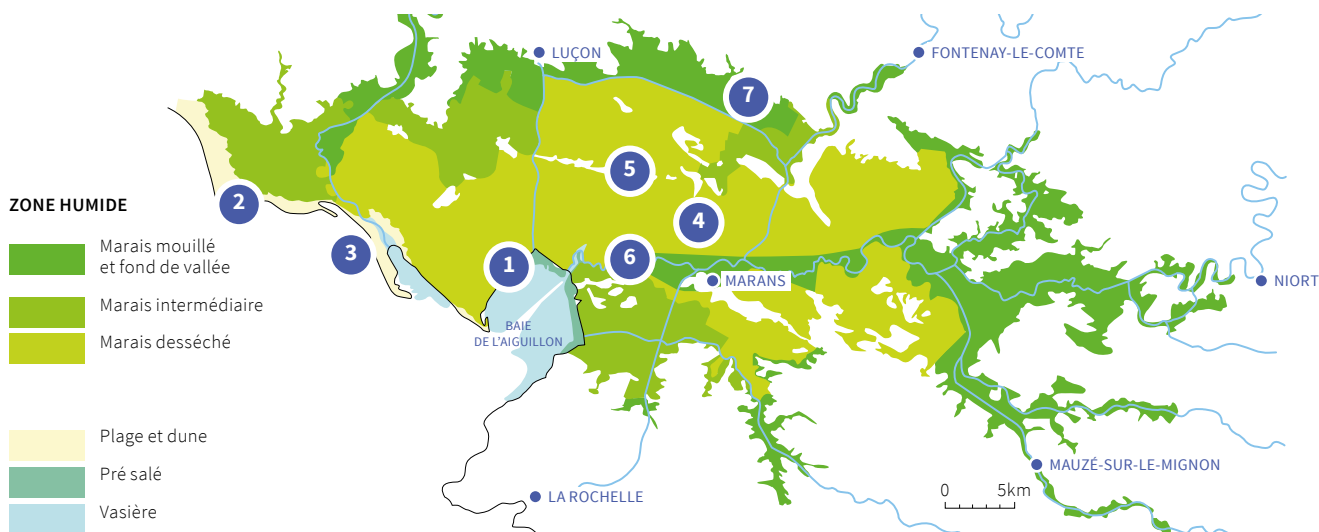 LUÇON
FONTENAY-LE-COMTE
7
5
2
4
3
1
6
MARANS
NIORT
BAIE
DE L'AIGUILLON
MAUZÉ-SUR-LE-MIGNON
LA ROCHELLE
0 5km
ZONE HUMIDE
Marais mouillé
et fond de vallée
Marais intermédiaire
Marais desséché
Plage et dune
Pré salé
Vasière